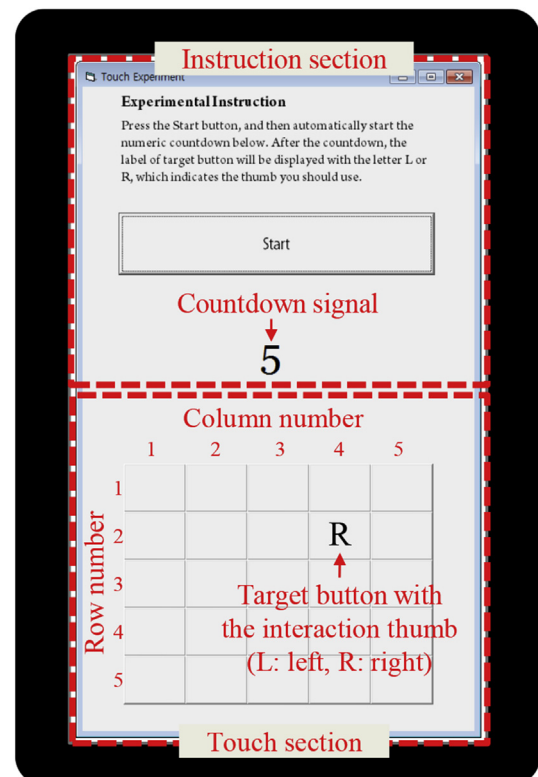 Instruction section
Touch Experiment
Experimental Instruction
Press the Start button, and then automatically start the
numeric countdown below. After the countdown, the
label of target button will be displayed with the letter L or
R, which indicates the thumb you should use.
Start
Countdown signal
5
Column number
1 2 3 4 5
Row number
1
2
R
3
Target button with
4
the interaction thumb
(L: left, R: right)
5
Touch section